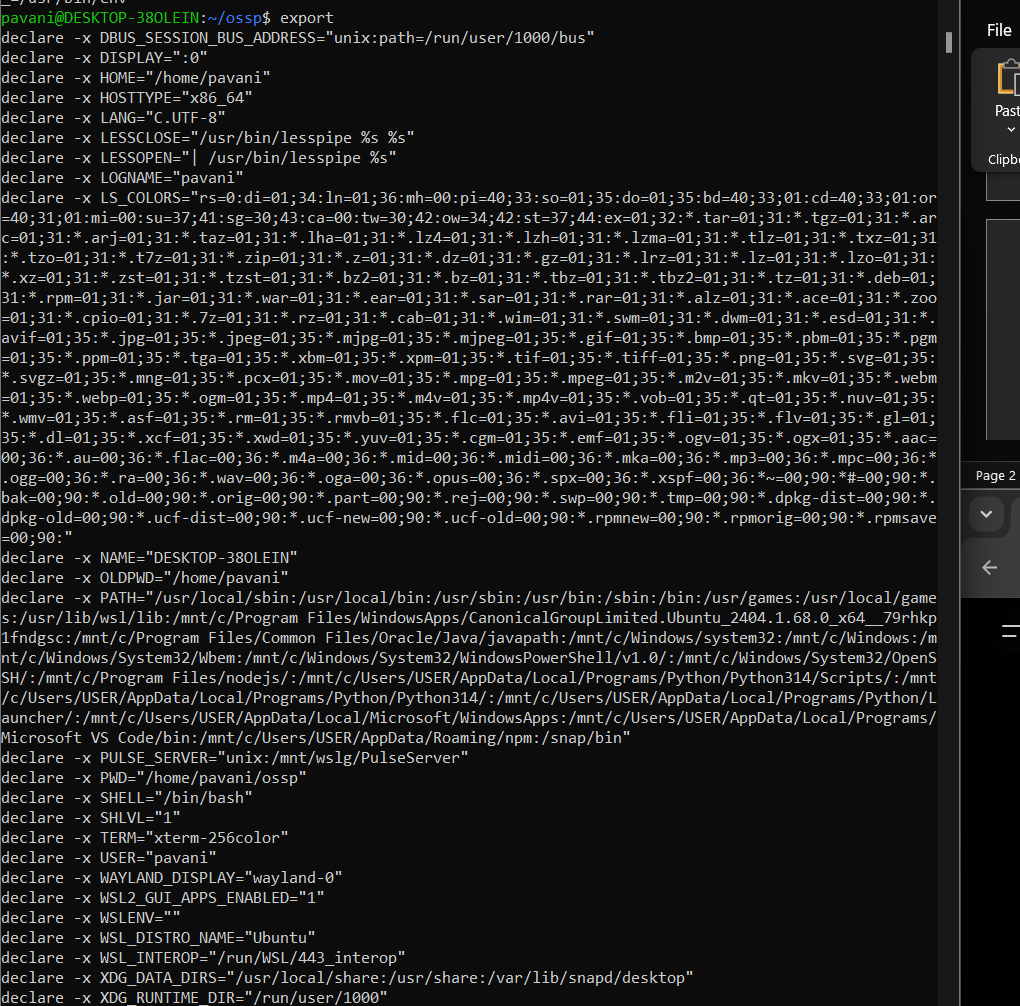 _=/usr/bin/env
pavani@DESKTOP-38OLEIN:~/ossp$ export
declare -x DBUS_SESSION_BUS_ADDRESS="unix:path=/run/user/1000/bus"
declare -x DISPLAY=":0"
declare -x HOME="/home/pavani"
declare -x HOSTTYPE="x86_64"
declare -x LANG="C.UTF-8"
declare -x LESSCLOSE="/usr/bin/lesspipe %s %s"
declare -x LESSOPEN="| /usr/bin/lesspipe %s"
declare -x LOGNAME="pavani"
declare -x LS_COLORS="rs=0:di=01;34:ln=01;36:mh=00:pi=40;33:so=01;35:do=01;35:bd=40;33;01:cd=40;33;01:or
=40;31;01:mi=00:su=37;41:sg=30;43:ca=00:tw=30;42:ow=34;42:st=37;44:ex=01;32:*.tar=01;31:*.tgz=01;31:*.ar
c=01;31:*.arj=01;31:*.taz=01;31:*.lha=01;31:*.lz4=01;31:*.lzh=01;31:*.lzma=01;31:*.tlz=01;31:*.txz=01;31
:*.tzo=01;31:*.t7z=01;31:*.zip=01;31:*.z=01;31:*.dz=01;31:*.gz=01;31:*.lrz=01;31:*.lz=01;31:*.lzo=01;31:
*.xz=01;31:*.zst=01;31:*.tzst=01;31:*.bz2=01;31:*.bz=01;31:*.tbz=01;31:*.tbz2=01;31:*.tz=01;31:*.deb=01;
31:*.rpm=01;31:*.jar=01;31:*.war=01;31:*.ear=01;31:*.sar=01;31:*.rar=01;31:*.alz=01;31:*.ace=01;31:*.zoo
=01;31:*.cpio=01;31:*.7z=01;31:*.rz=01;31:*.cab=01;31:*.wim=01;31:*.swm=01;31:*.dwm=01;31:*.esd=01;31:*.
avif=01;35:*.jpg=01;35:*.jpeg=01;35:*.mjpg=01;35:*.mjpeg=01;35:*.gif=01;35:*.bmp=01;35:*.pbm=01;35:*.pgm
=01;35:*.ppm=01;35:*.tga=01;35:*.xbm=01;35:*.xpm=01;35:*.tif=01;35:*.tiff=01;35:*.png=01;35:*.svg=01;35:
*.svgz=01;35:*.mng=01;35:*.pcx=01;35:*.mov=01;35:*.mpg=01;35:*.mpeg=01;35:*.m2v=01;35:*.mkv=01;35:*.webm
=01;35:*.webp=01;35:*.ogm=01;35:*.mp4=01;35:*.m4v=01;35:*.mp4v=01;35:*.vob=01;35:*.qt=01;35:*.nuv=01;35:
*.wmv=01;35:*.asf=01;35:*.rm=01;35:*.rmvb=01;35:*.flc=01;35:*.avi=01;35:*.fli=01;35:*.flv=01;35:*.gl=01;
35:*.dl=01;35:*.xcf=01;35:*.xwd=01;35:*.yuv=01;35:*.cgm=01;35:*.emf=01;35:*.ogv=01;35:*.ogx=01;35:*.aac=
00;36:*.au=00;36:*.flac=00;36:*.m4a=00;36:*.mid=00;36:*.midi=00;36:*.mka=00;36:*.mp3=00;36:*.mpc=00;36:*
.ogg=00;36:*.ra=00;36:*.wav=00;36:*.oga=00;36:*.opus=00;36:*.spx=00;36:*.xspf=00;36:*~=00;90:*#=00;90:*.
bak=00;90:*.old=00;90:*.orig=00;90:*.part=00;90:*.rej=00;90:*.swp=00;90:*.tmp=00;90:*.dpkg-dist=00;90:*.
dpkg-old=00;90:*.ucf-dist=00;90:*.ucf-new=00;90:*.ucf-old=00;90:*.rpmnew=00;90:*.rpmorig=00;90:*.rpmsave
=00;90:"
declare -x NAME="DESKTOP-38OLEIN"
declare -x OLDPWD="/home/pavani"
declare -x PATH="/usr/local/sbin:/usr/local/bin:/usr/sbin:/usr/bin:/sbin:/bin:/usr/games:/usr/local/game
s:/usr/lib/wsl/lib:/mnt/c/Program Files/WindowsApps/CanonicalGroupLimited.Ubuntu_2404.1.68.0_x64__79rhkp
1fndgsc:/mnt/c/Program Files/Common Files/Oracle/Java/javapath:/mnt/c/Windows/system32:/mnt/c/Windows:/m
nt/c/Windows/System32/Wbem:/mnt/c/Windows/System32/WindowsPowerShell/v1.0/:/mnt/c/Windows/System32/OpenS
SH/:/mnt/c/Program Files/nodejs/:/mnt/c/Users/USER/AppData/Local/Programs/Python/Python314/Scripts/:/mnt
/c/Users/USER/AppData/Local/Programs/Python/Python314/:/mnt/c/Users/USER/AppData/Local/Programs/Python/L
auncher/:/mnt/c/Users/USER/AppData/Local/Microsoft/WindowsApps:/mnt/c/Users/USER/AppData/Local/Programs/
Microsoft VS Code/bin:/mnt/c/Users/USER/AppData/Roaming/npm:/snap/bin"
declare -x PULSE_SERVER="unix:/mnt/wslg/PulseServer"
declare -x PWD="/home/pavani/ossp"
declare -x SHELL="/bin/bash"
declare -x SHLVL="1"
declare -x TERM="xterm-256color"
declare -x USER="pavani"
declare -x WAYLAND_DISPLAY="wayland-0"
declare -x WSL2_GUI_APPS_ENABLED="1"
declare -x WSLENV=""
declare -x WSL_DISTRO_NAME="Ubuntu"
declare -x WSL_INTEROP="/run/WSL/443_interop"
declare -x XDG_DATA_DIRS="/usr/local/share:/usr/share:/var/lib/snapd/desktop"
declare -x XDG_RUNTIME_DIR="/run/user/1000"
File
Past
Clipb
Page 2